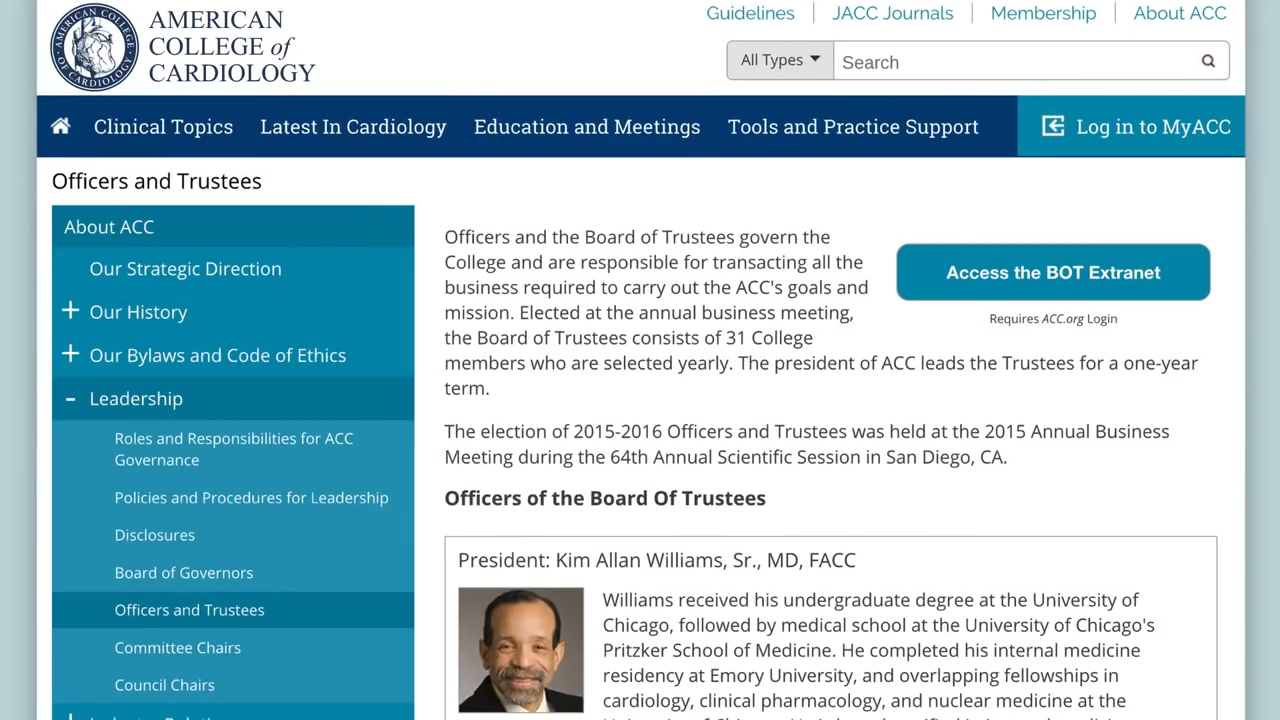 AMERICAN COLLEGE OF CARDIOLOGY
AMERICAN
COLLEGE of
CARDIOLOGY
Guidelines
JACC Journals
Membership
About ACC
All Types
Search
Clinical Topics
Latest In Cardiology
Education and Meetings
Tools and Practice Support
Log in to MyACC
Officers and Trustees
About ACC
Our Strategic Direction
+ Our History
+ Our Bylaws and Code of Ethics
- Leadership
Roles and Responsibilities for ACC
Governance
Policies and Procedures for Leadership
Disclosures
Board of Governors
Officers and Trustees
Committee Chairs
Council Chairs
Officers and the Board of Trustees govern the
College and are responsible for transacting all the
business required to carry out the ACC's goals and
mission. Elected at the annual business meeting,
the Board of Trustees consists of 31 College
members who are selected yearly. The president of ACC leads the Trustees for a one-year
term.
Access the BOT Extranet
Requires ACC.org Login
The election of 2015-2016 Officers and Trustees was held at the 2015 Annual Business
Meeting during the 64th Annual Scientific Session in San Diego, CA.
Officers of the Board Of Trustees
President: Kim Allan Williams, Sr., MD, FACC
Williams received his undergraduate degree at the University of
Chicago, followed by medical school at the University of Chicago's
Pritzker School of Medicine. He completed his internal medicine
residency at Emory University, and overlapping fellowships in
cardiology, clinical pharmacology, and nuclear medicine at the